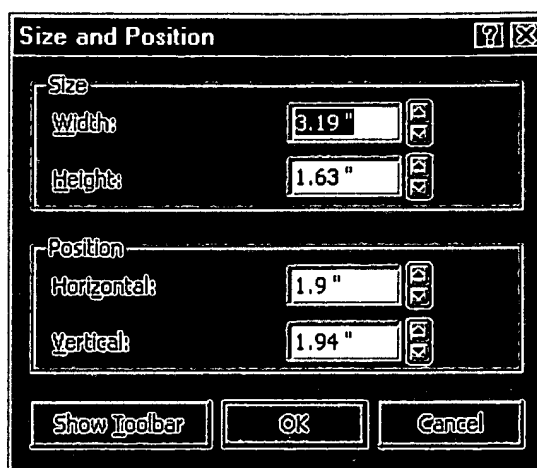 Size and Position
Size
Width: 3.19 "
Height: 1.63 "
Position
Horizontal: 1.9 "
Vertical: 1.94 "
Show Toolbar OK Cancel